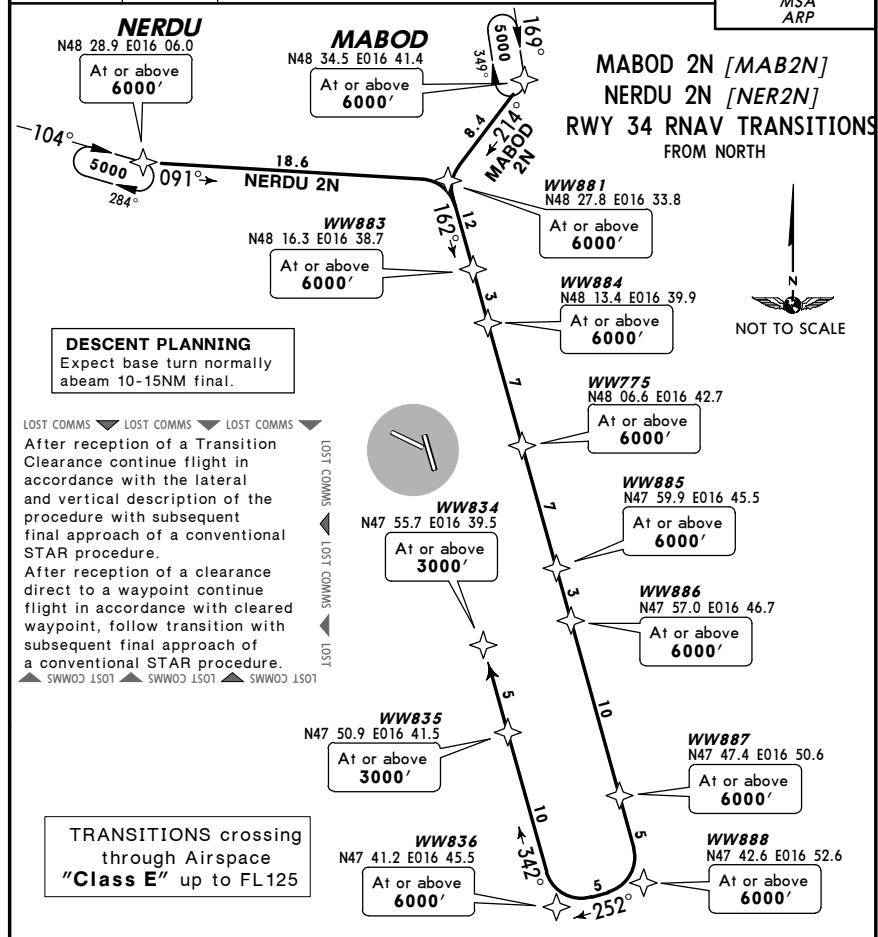 MSA
ARP
NERDU
N48 28.9 E016 06.0
At or above
6000'
MABOD
N48 34.5 E016 41.4
At or above
6000'
169°
5000
349°
MABOD 2N [MAB2N]
NERDU 2N [NER2N]
RWY 34 RNAV TRANSITIONS
FROM NORTH
104°
5000
284°
091°
18.6
NERDU 2N
8.4
214°
MABOD
2N
WW881
N48 27.8 E016 33.8
At or above
6000'
162°
12
WW883
N48 16.3 E016 38.7
At or above
6000'
3
WW884
N48 13.4 E016 39.9
At or above
6000'
N
NOT TO SCALE
DESCENT PLANNING
Expect base turn normally
abeam 10-15NM final.
7
WW775
N48 06.6 E016 42.7
At or above
6000'
LOST COMMS LOST COMMS LOST COMMS
After reception of a Transition
Clearance continue flight in
accordance with the lateral
and vertical description of the
procedure with subsequent
final approach of a conventional
STAR procedure.
After reception of a clearance
direct to a waypoint continue
flight in accordance with cleared
waypoint, follow transition with
subsequent final approach of
a conventional STAR procedure.
LOST COMMS LOST COMMS LOST
LOST COMMS LOST COMMS LOST COMMS
7
WW885
N47 59.9 E016 45.5
At or above
6000'
WW834
N47 55.7 E016 39.5
At or above
3000'
3
WW886
N47 57.0 E016 46.7
At or above
6000'
5
WW835
N47 50.9 E016 41.5
At or above
3000'
10
WW887
N47 47.4 E016 50.6
At or above
6000'
10
342°
5
WW888
N47 42.6 E016 52.6
At or above
6000'
5
252°
WW836
N47 41.2 E016 45.5
At or above
6000'
TRANSITIONS crossing
through Airspace
"Class E" up to FL125